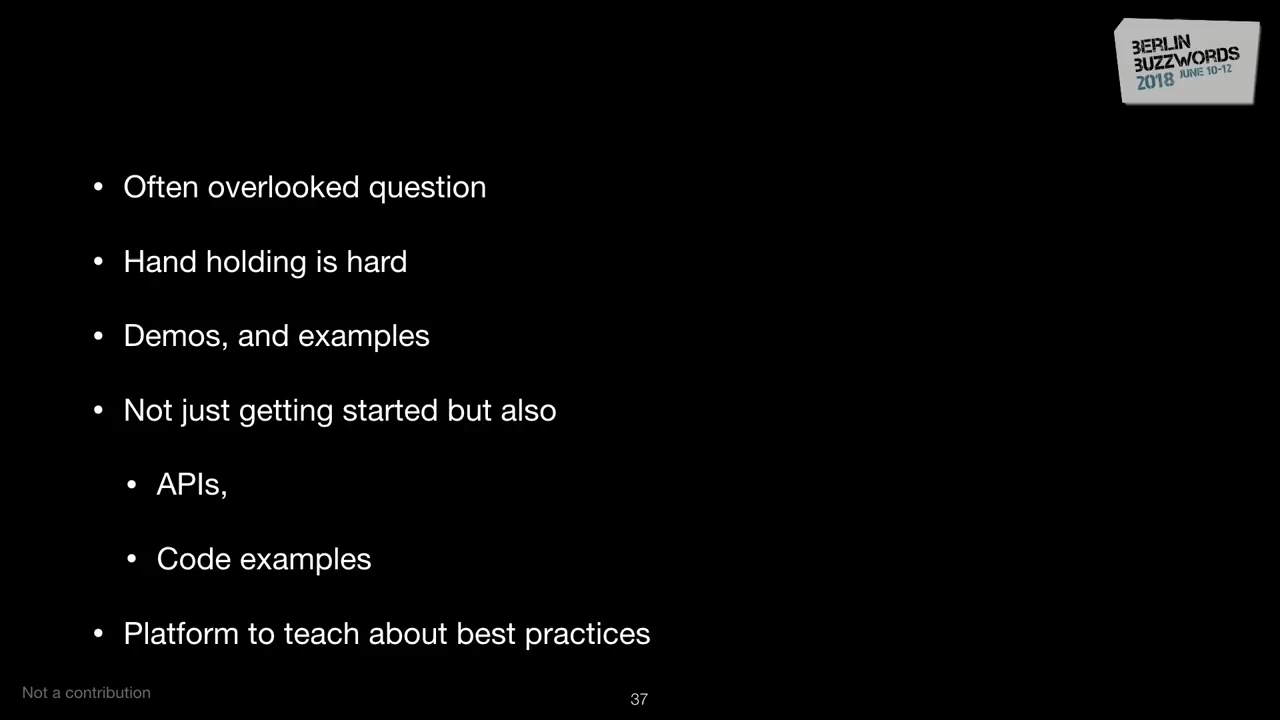 BERLIN
BUZZWORDS
2018 JUNE 10-12
• Often overlooked question
• Hand holding is hard
• Demos, and examples
• Not just getting started but also
• APIs,
• Code examples
• Platform to teach about best practices
Not a contribution
37